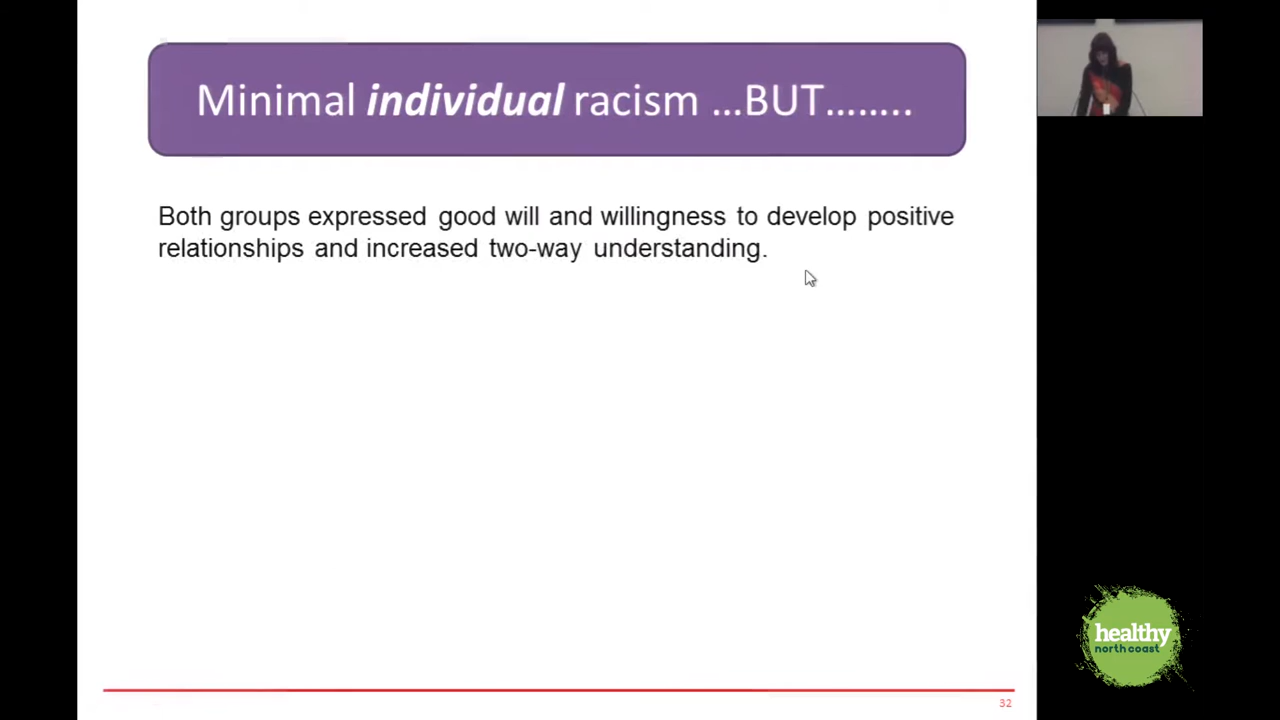 Minimal individual racism ...BUT........
Both groups expressed good will and willingness to develop positive
relationships and increased two-way understanding.
healthy
north coast
32